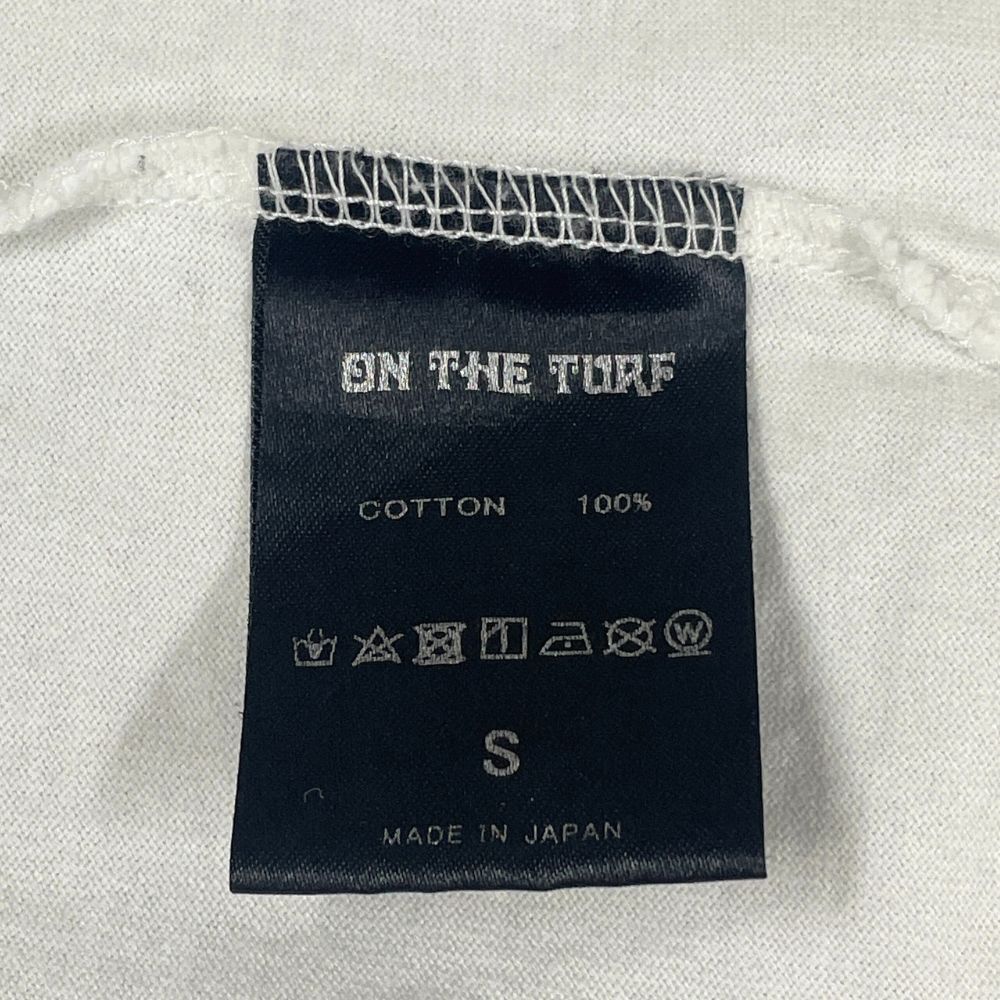 ON THE TURF
COTTON 100%
W
S
MADE IN JAPAN